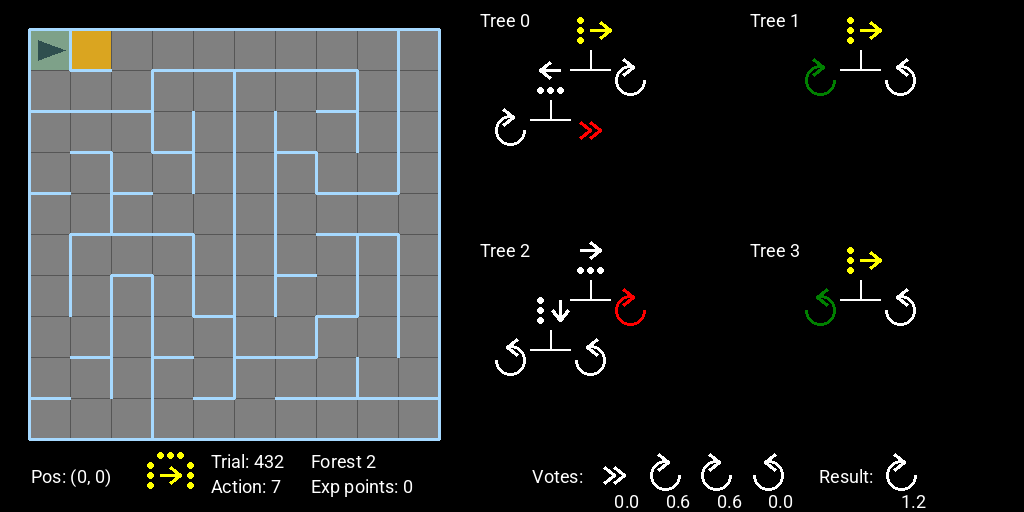 Tree 0
Tree 1
Tree 2
Tree 3
Pos: (0, 0)
Trial: 432
Forest 2
Action: 7
Exp points: 0
Votes:
0.0
0.6
0.6
0.0
Result:
1.2